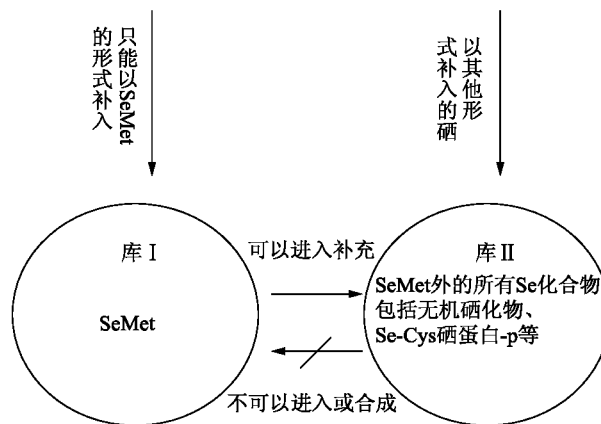 只能以SeMet
的形式补入
以其他形
式补入的硒
库Ⅰ
SeMet
可以进入补充
不可以进入或合成
库Ⅱ
SeMet外的所有Se化合物
包括无机硒化物、
Se-Cys硒蛋白-p等